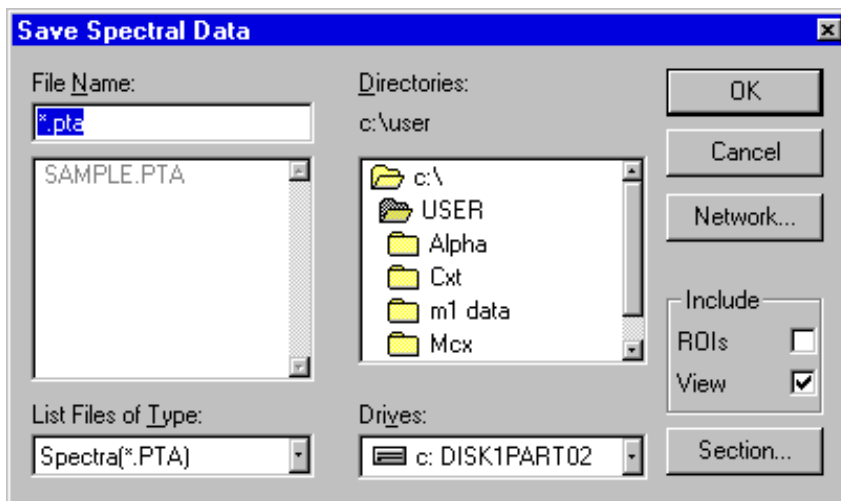 Save Spectral Data
File Name:
*.pta
SAMPLE.PTA
List Files of Type:
Spectra(*.PTA)
Directories:
c:\user
c:\
USER
Alpha
Cxt
m1 data
Mcx
Drives:
c: DISK1PART02
OK
Cancel
Network...
Include
ROIs
View
Section...